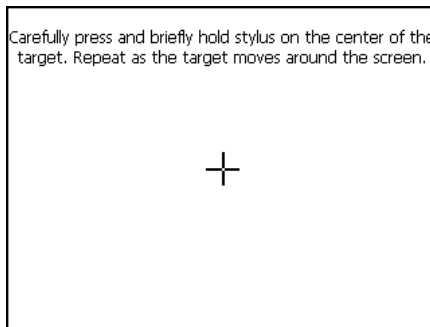 Carefully press and briefly hold stylus on the center of the
target. Repeat as the target moves around the screen.